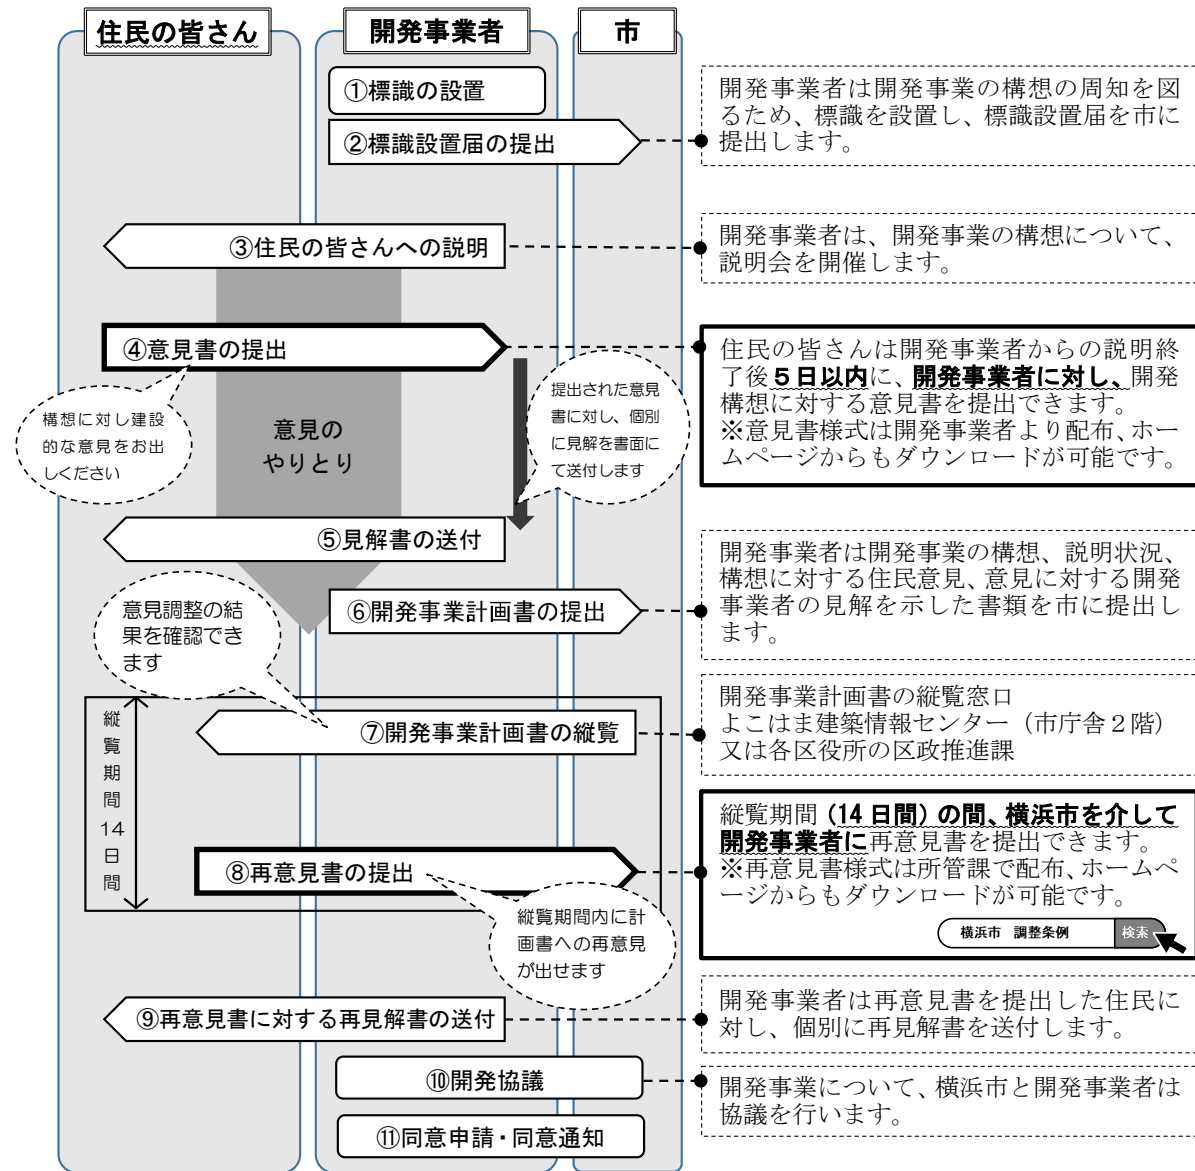 住民の皆さん
開発事業者
市
①標識の設置
②標識設置届の提出
開発事業者は開発事業の構想の周知を図
るため、標識を設置し、標識設置届を市に
提出します。
③住民の皆さんへの説明
開発事業者は、開発事業の構想について、
説明会を開催します。
④意見書の提出
住民の皆さんは開発事業者からの説明終
了後５日以内に、開発事業者に対し、開発
構想に対する意見書を提出できます。
※意見書様式は開発事業者より配布、ホー
ムページからもダウンロードが可能です。
構想に対し建設
的な意見をお出
しください
意見の
やりとり
提出された意見
書に対し、個別
に見解を書面に
て送付します
⑤見解書の送付
⑥開発事業計画書の提出
開発事業者は開発事業の構想、説明状況、
構想に対する住民意見、意見に対する開発
事業者の見解を示した書類を市に提出し
ます。
意見調整の結
果を確認でき
ます
縦覧期間14日間
⑦開発事業計画書の縦覧
開発事業計画書の縦覧窓口
よこはま建築情報センター（市庁舎２階）
又は各区役所の区政推進課
⑧再意見書の提出
縦覧期間（14日間）の間、横浜市を介して
開発事業者に再意見書を提出できます。
※再意見書様式は所管課で配布、ホームペ
ージからもダウンロードが可能です。
横浜市　調整条例
検索
縦覧期間内に計
画書への再意見
が出せます
⑨再意見書に対する再見解書の送付
開発事業者は再意見書を提出した住民に
対し、個別に再見解書を送付します。
⑩開発協議
開発事業について、横浜市と開発事業者は
協議を行います。
⑪同意申請・同意通知